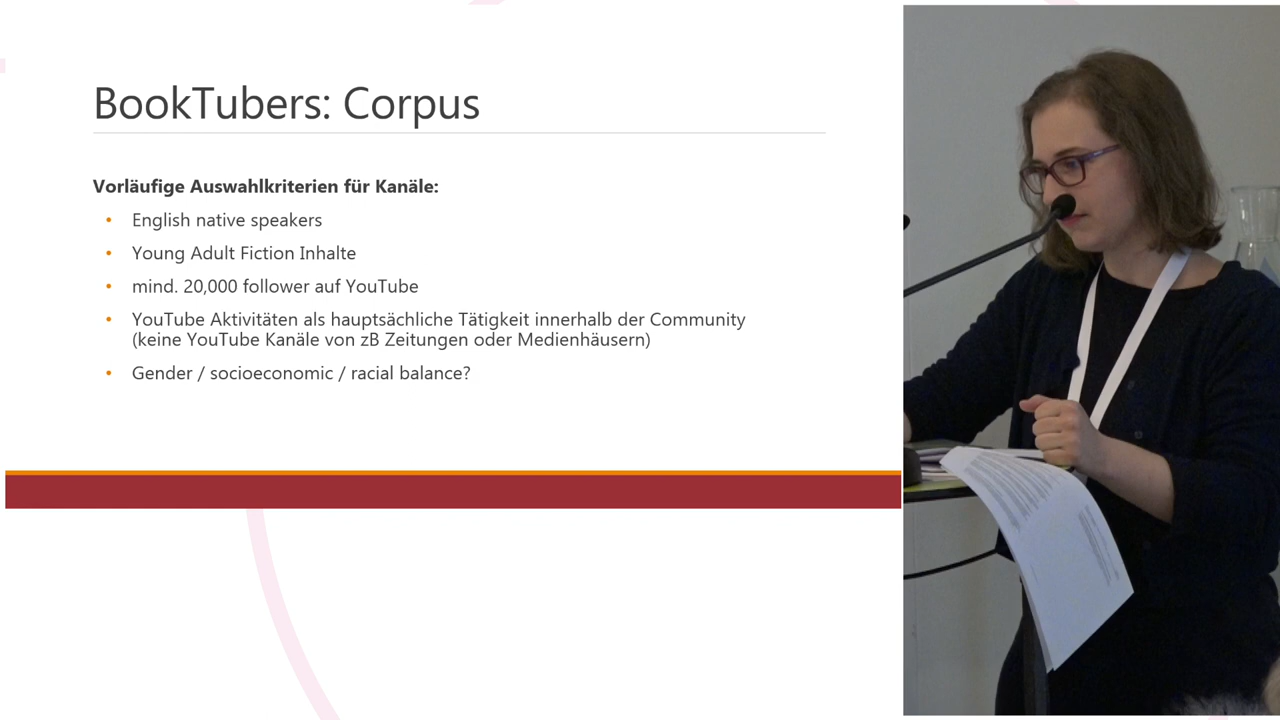 BookTubers: Corpus
Vorläufige Auswahlkriterien für Kanäle:
• English native speakers
• Young Adult Fiction Inhalte
• mind. 20,000 follower auf YouTube
• YouTube Aktivitäten als hauptsächliche Tätigkeit innerhalb der Community
(keine YouTube Kanäle von zB Zeitungen oder Medienhäusern)
• Gender / socioeconomic / racial balance?